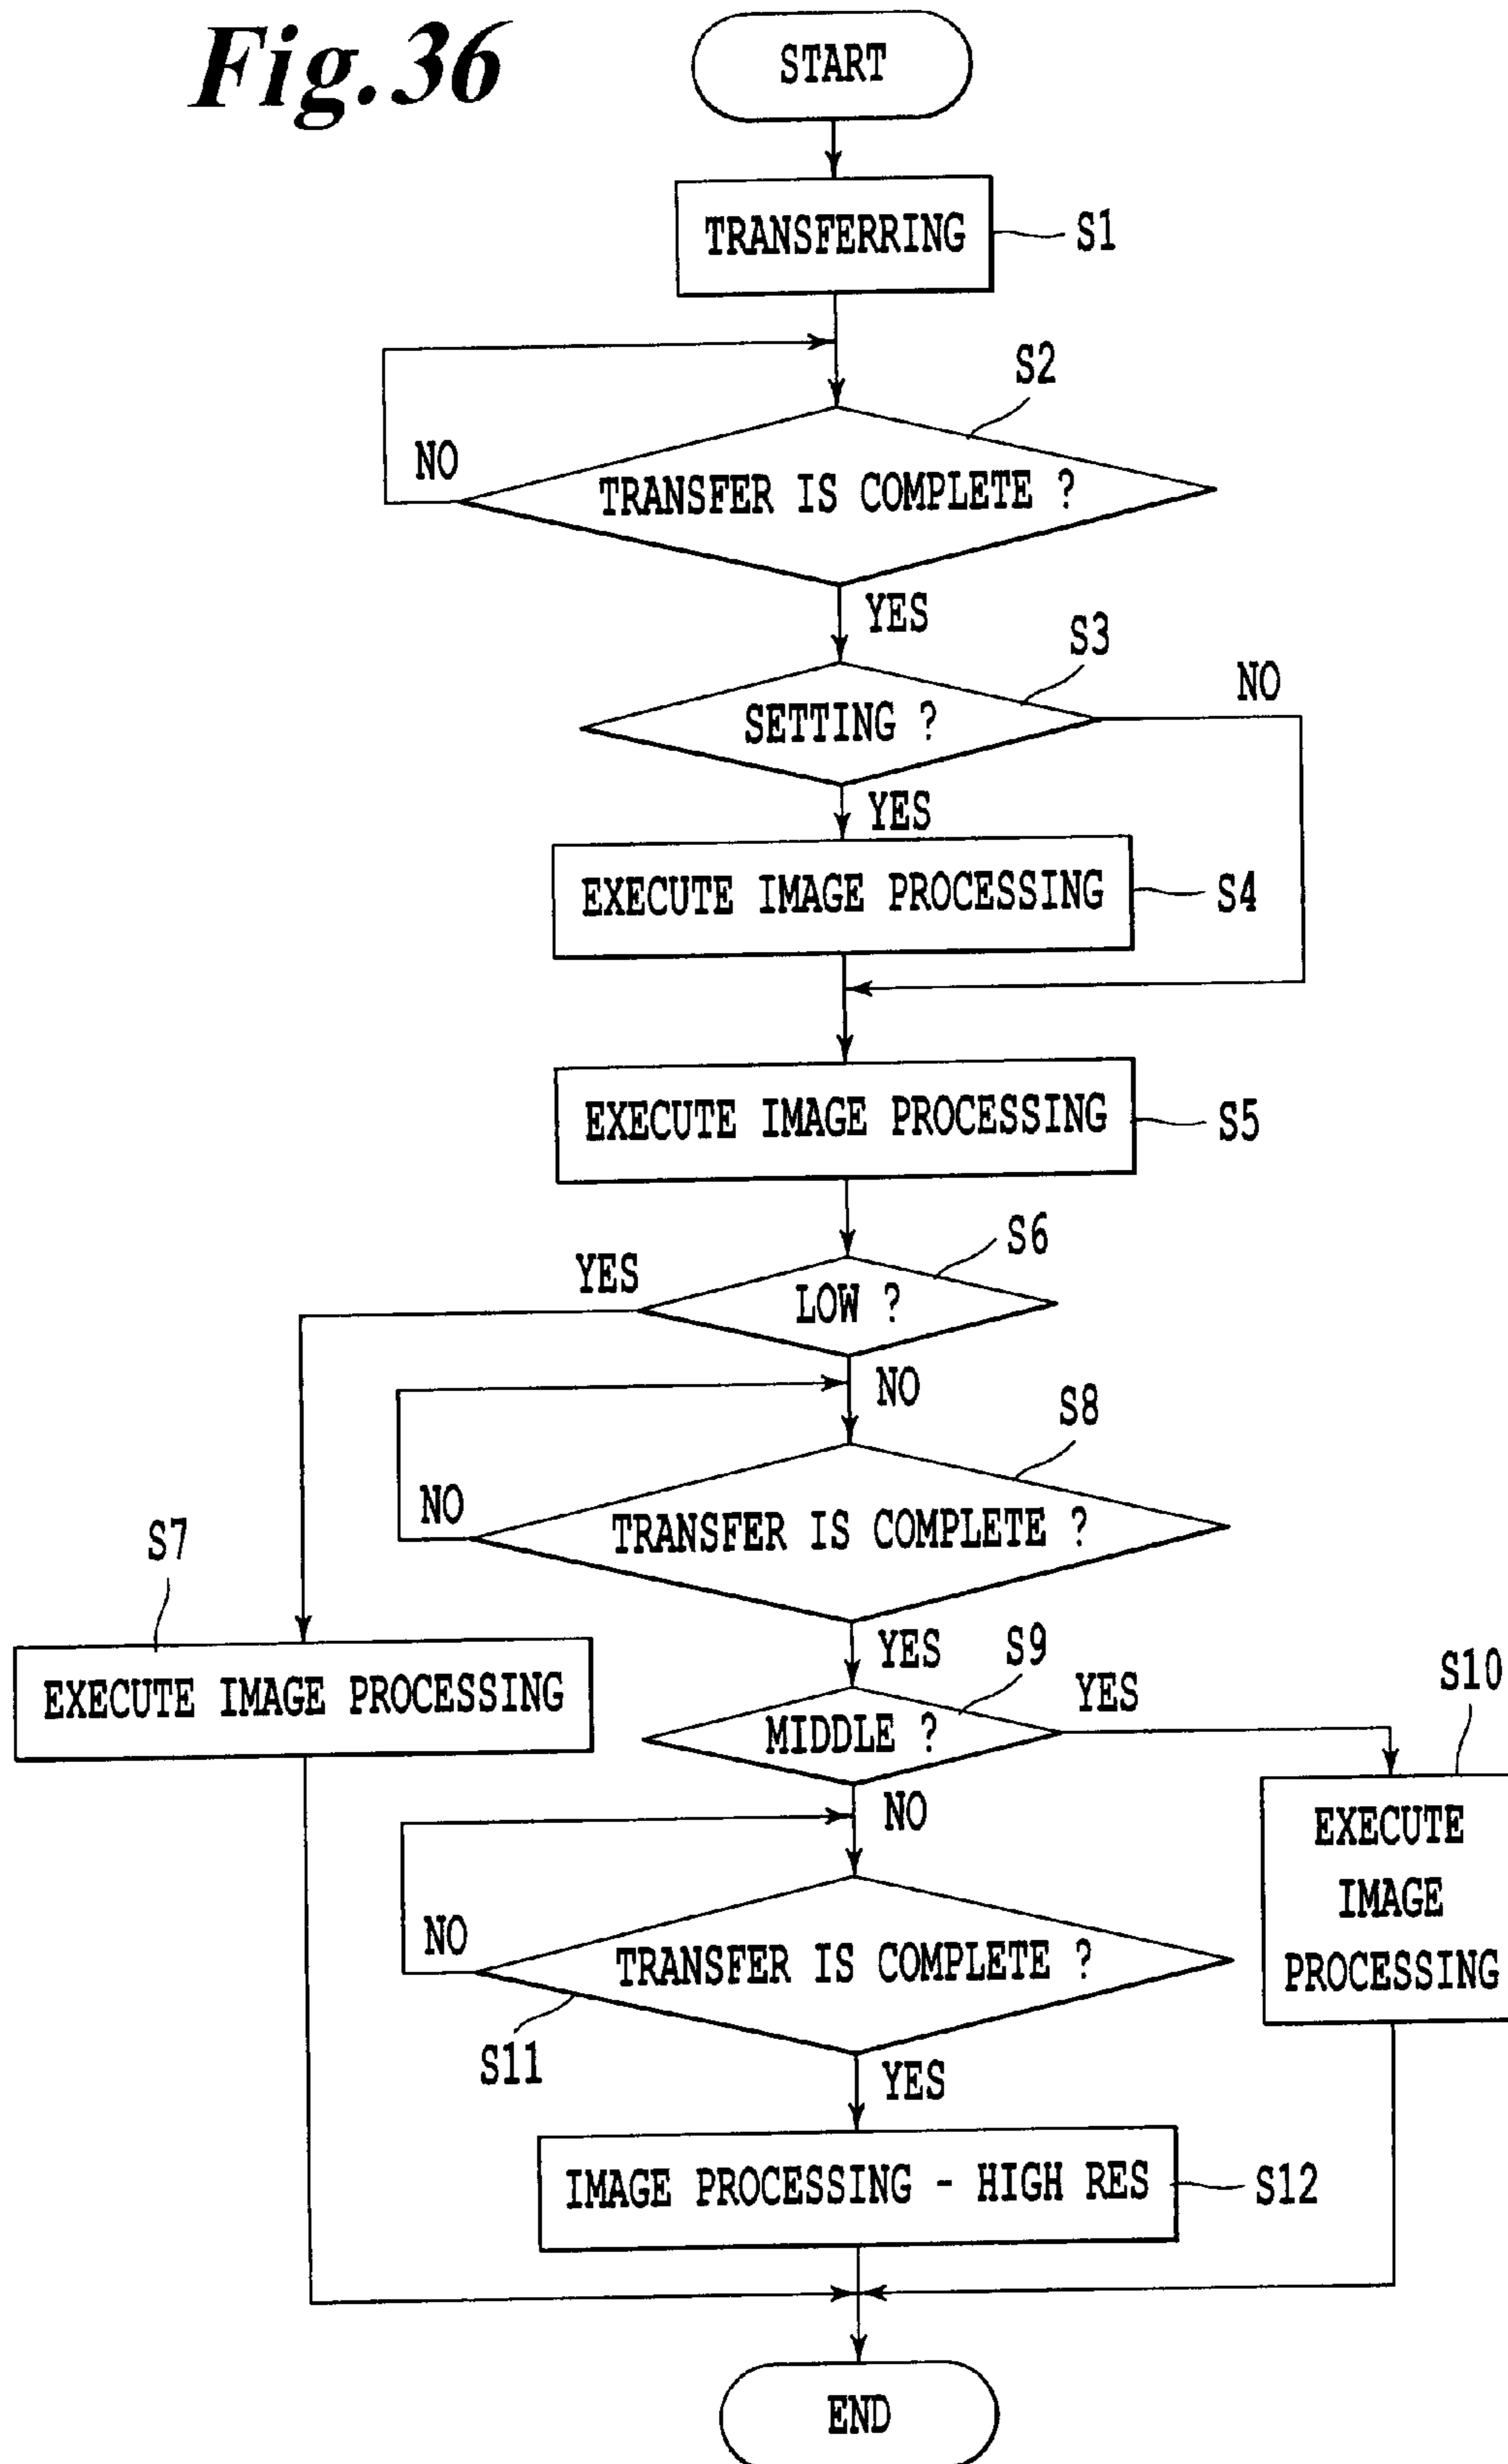 Fig.36
START
TRANSFERRING
S1
S2
NO
TRANSFER IS COMPLETE ?
YES
S3
NO
SETTING ?
YES
EXECUTE IMAGE PROCESSING
S4
EXECUTE IMAGE PROCESSING
S5
S6
YES
LOW ?
NO
S8
NO
TRANSFER IS COMPLETE ?
S7
EXECUTE IMAGE PROCESSING
YES
S9
YES
S10
MIDDLE ?
NO
EXECUTE
IMAGE
PROCESSING
NO
TRANSFER IS COMPLETE ?
S11
YES
IMAGE PROCESSING - HIGH RES
S12
END